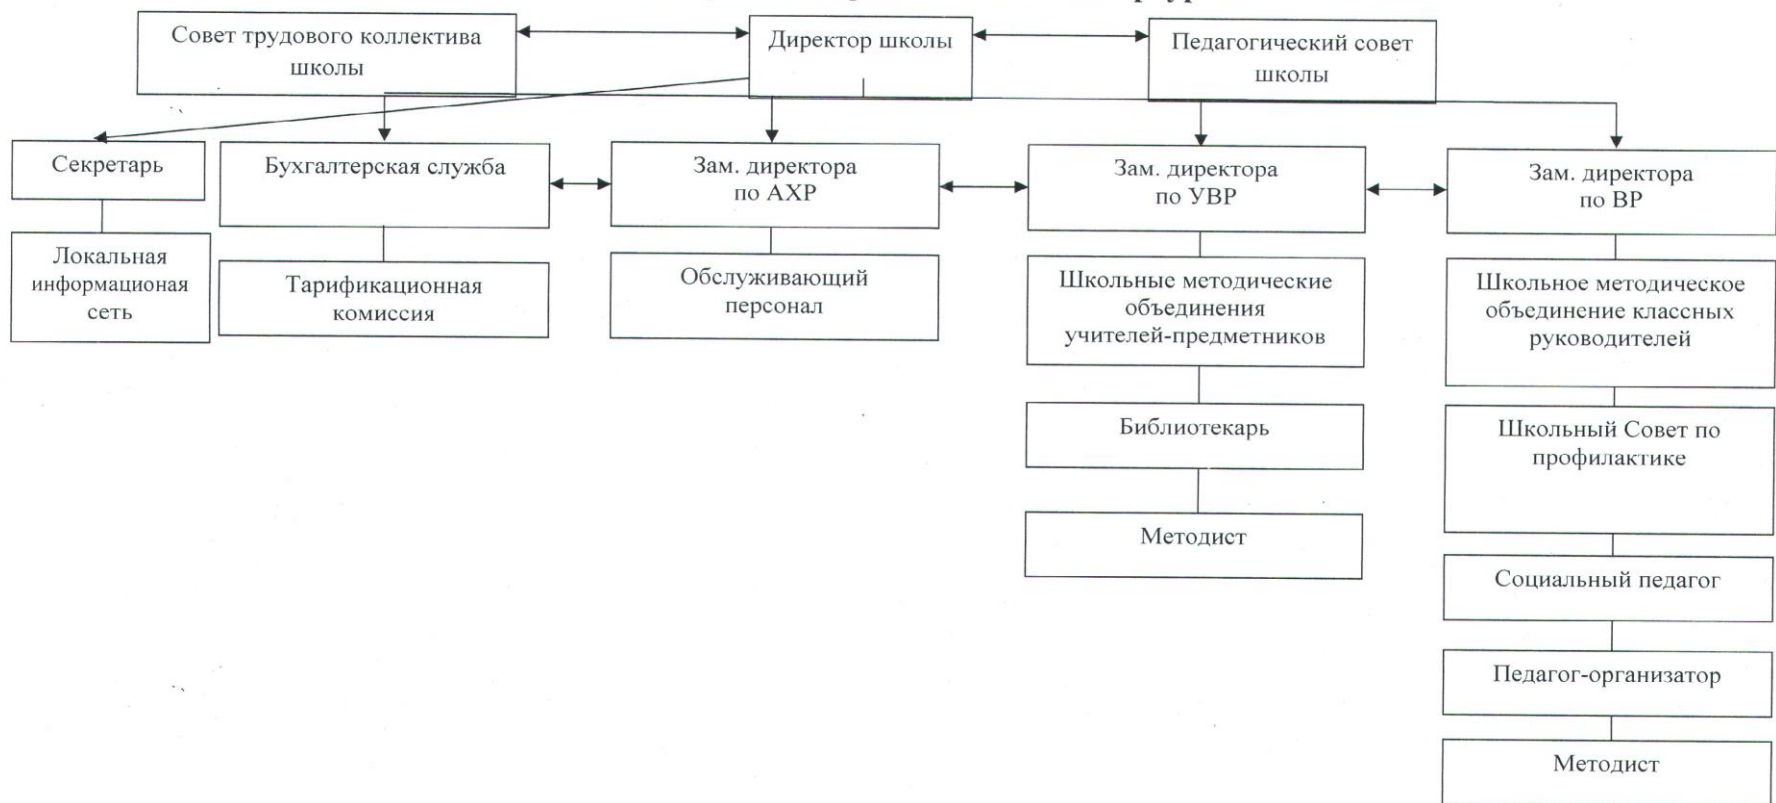 Совет трудового коллектива
школы
Директор школы
Педагогический совет
школы
Секретарь
Бухгалтерская служба
Зам. директора
по АХР
Зам. директора
по УВР
Зам. директора
по ВР
Локальная
информационая
сеть
Тарификационная
комиссия
Обслуживающий
персонал
Школьные методические
объединения
учителей-предметников
Школьное методическое
объединение классных
руководителей
Библиотекарь
Школьный Совет по
профилактике
Методист
Социальный педагог
Педагог-организатор
Методист